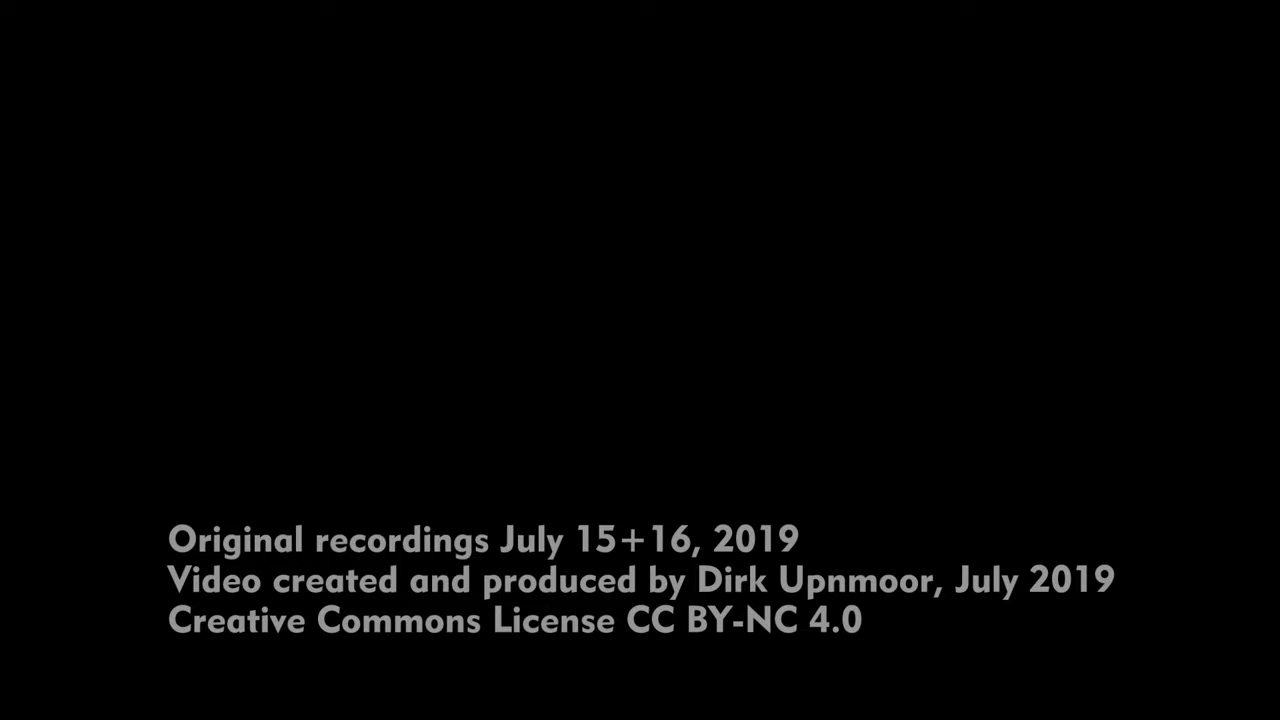 Original recordings July 15+16, 2019
Video created and produced by Dirk Upnmoor, July 2019
Creative Commons License CC BY-NC 4.0